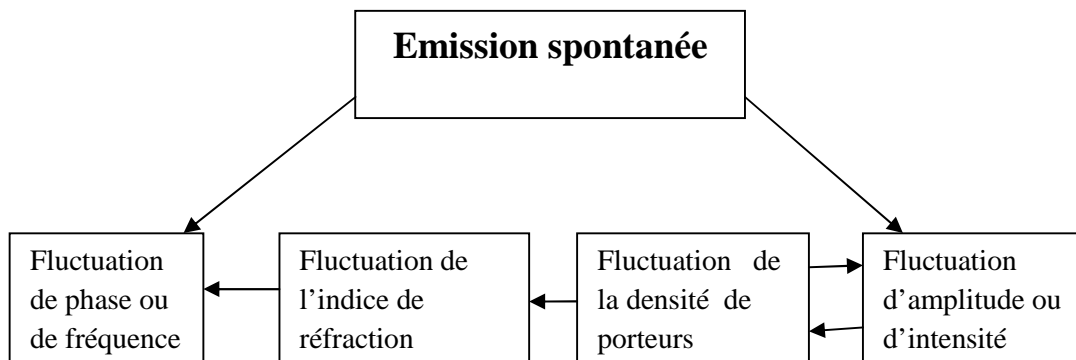 Emission spontanée
Fluctuation
de phase ou
de fréquence
Fluctuation de
l’indice de
réfraction
Fluctuation de
la densité de
porteurs
Fluctuation
d’amplitude ou
d’intensité